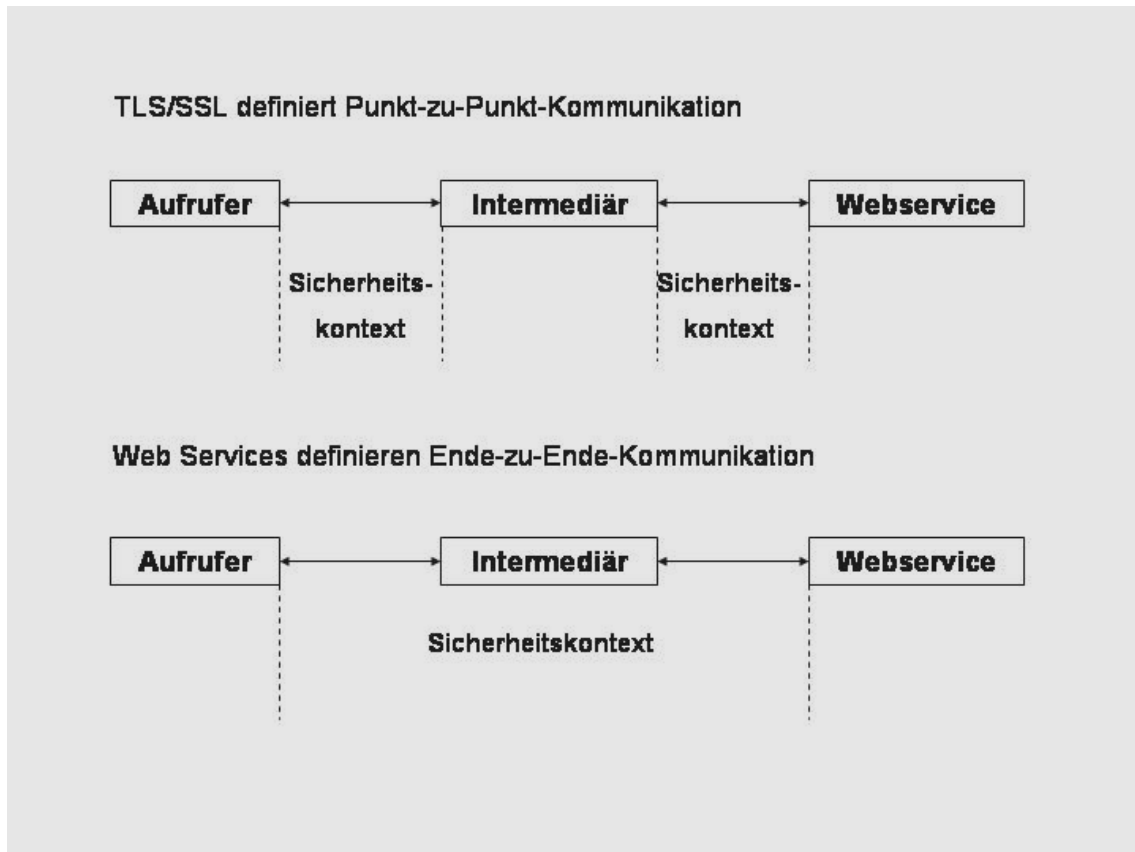 TLS/SSL definiert Punkt-zu-Punkt-Kommunikation
Aufrufer
Intermediär
Webservice
Sicherheits-
kontext
Sicherheits-
kontext
Web Services definieren Ende-zu-Ende-Kommunikation
Aufrufer
Intermediär
Webservice
Sicherheitskontext